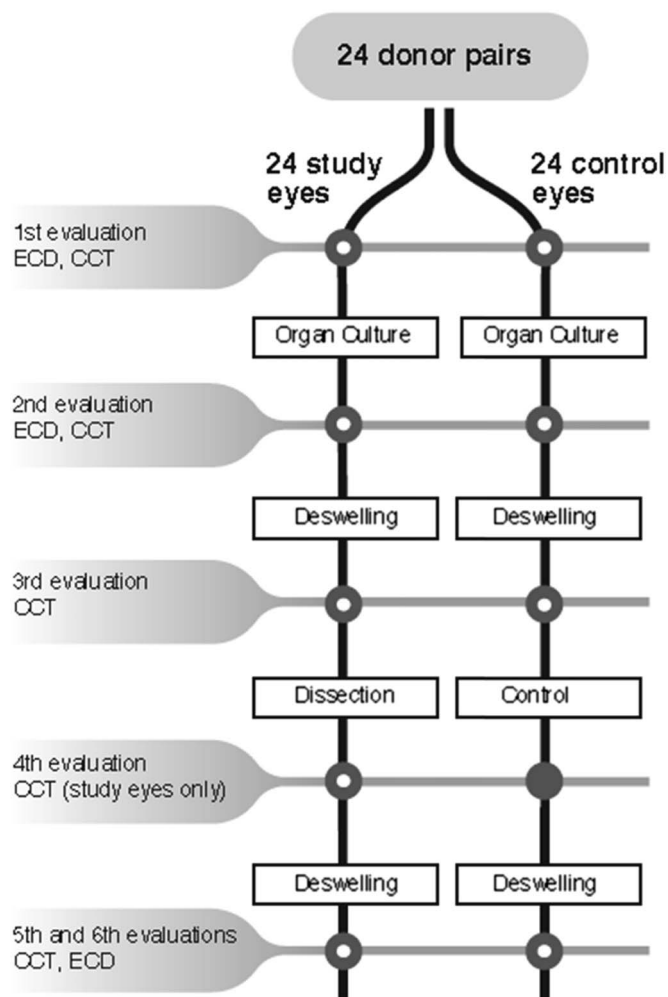 24 donor pairs
24 study
eyes
24 control
eyes
1st evaluation
ECD, CCT
Organ Culture
Organ Culture
2nd evaluation
ECD, CCT
Deswelling
Deswelling
3rd evaluation
CCT
Dissection
Control
4th evaluation
CCT (study eyes only)
Deswelling
Deswelling
5th and 6th evaluations
CCT, ECD